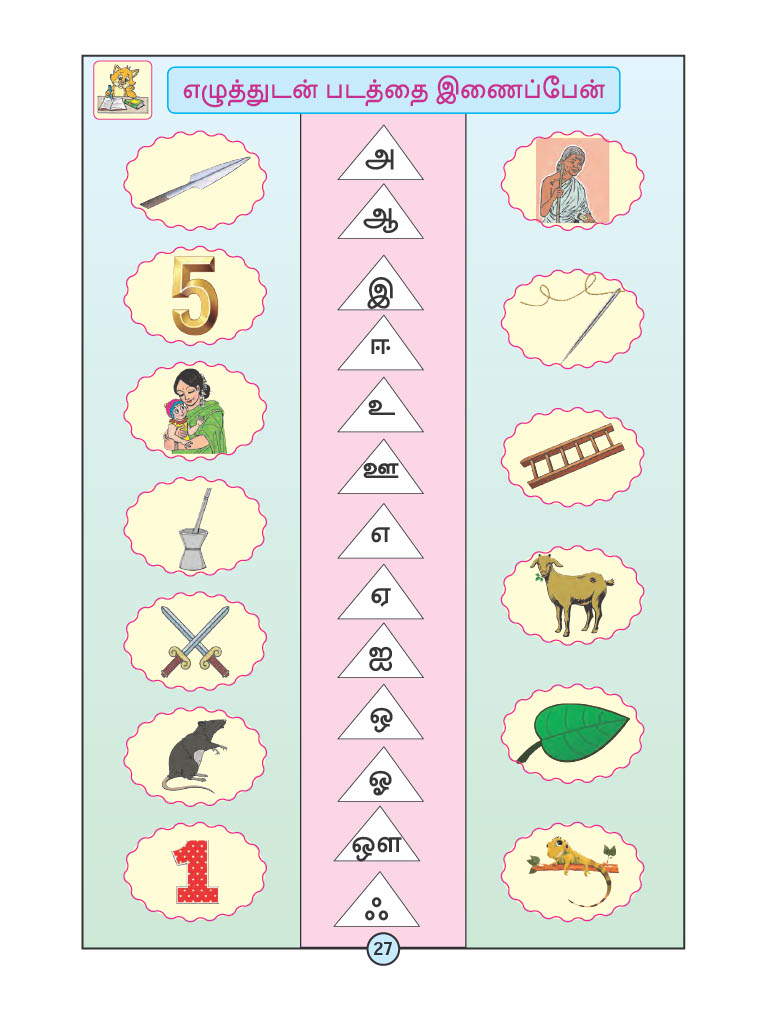 எழுத்துடன் படத்தை இணைப்பேன்
அ
ஆ
இ
5
ஈ
உ
ஊ
எ
ஏ
ஐ
ஒ
ஓ
ஔ
1
ஃ
27